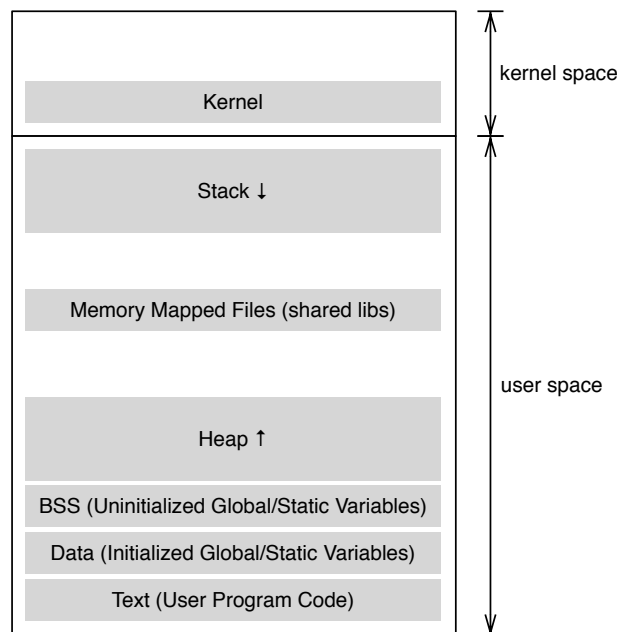 kernel space
Kernel
Stack ↓
Memory Mapped Files (shared libs)
user space
Heap ↑
BSS (Uninitialized Global/Static Variables)
Data (Initialized Global/Static Variables)
Text (User Program Code)